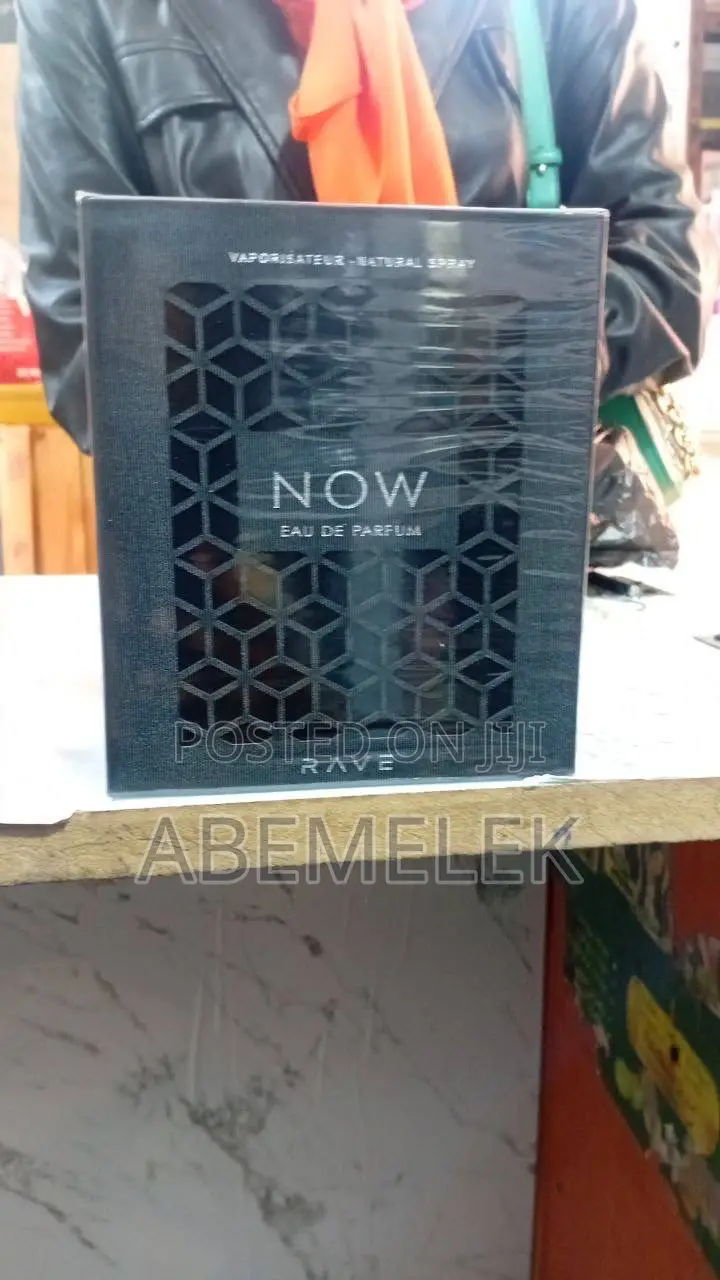 VAPORISATEUR - NATURAL SPRAY
NOW
EAU DE PARFUM
POSTED ON JIJI
RAVE
ABEMELEK